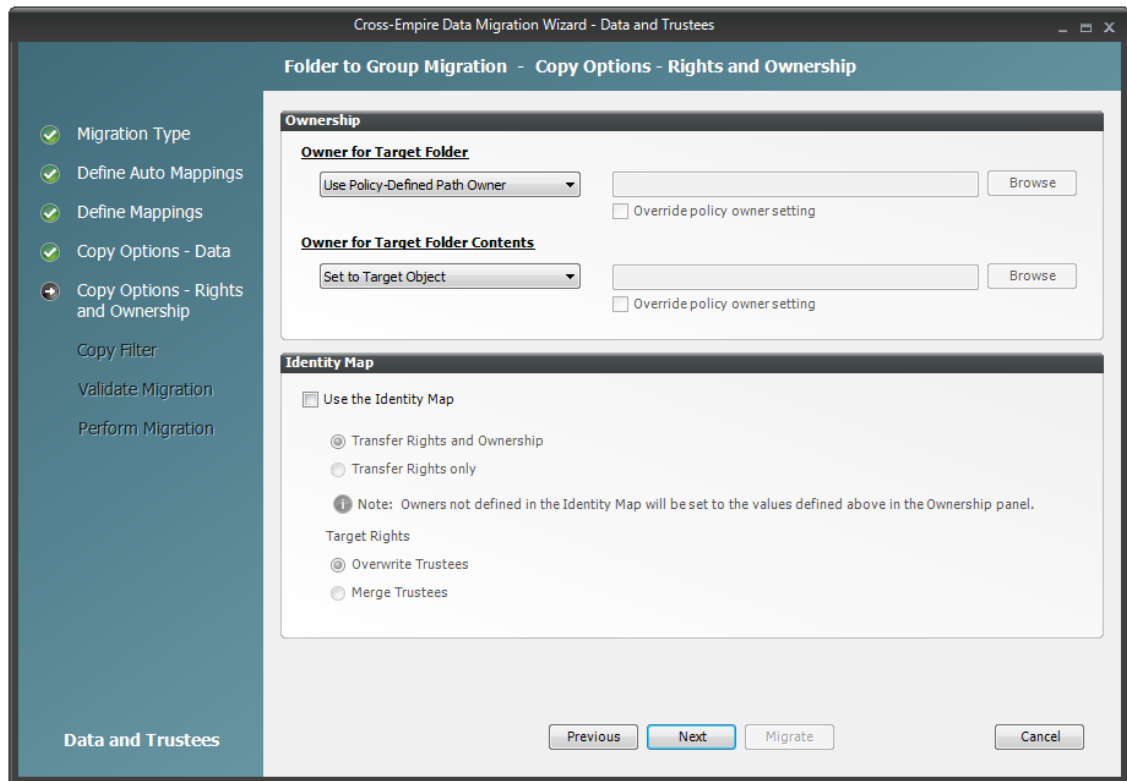 Cross-Empire Data Migration Wizard - Data and Trustees
Folder to Group Migration - Copy Options - Rights and Ownership
Migration Type
Define Auto Mappings
Define Mappings
Copy Options - Data
Copy Options - Rights
and Ownership
Copy Filter
Validate Migration
Perform Migration
Data and Trustees
Ownership
Owner for Target Folder
Use Policy-Defined Path Owner
Browse
Override policy owner setting
Owner for Target Folder Contents
Set to Target Object
Browse
Override policy owner setting
Identity Map
Use the Identity Map
Transfer Rights and Ownership
Transfer Rights only
Note: Owners not defined in the Identity Map will be set to the values defined above in the Ownership panel.
Target Rights
Overwrite Trustees
Merge Trustees
Previous
Next
Migrate
Cancel